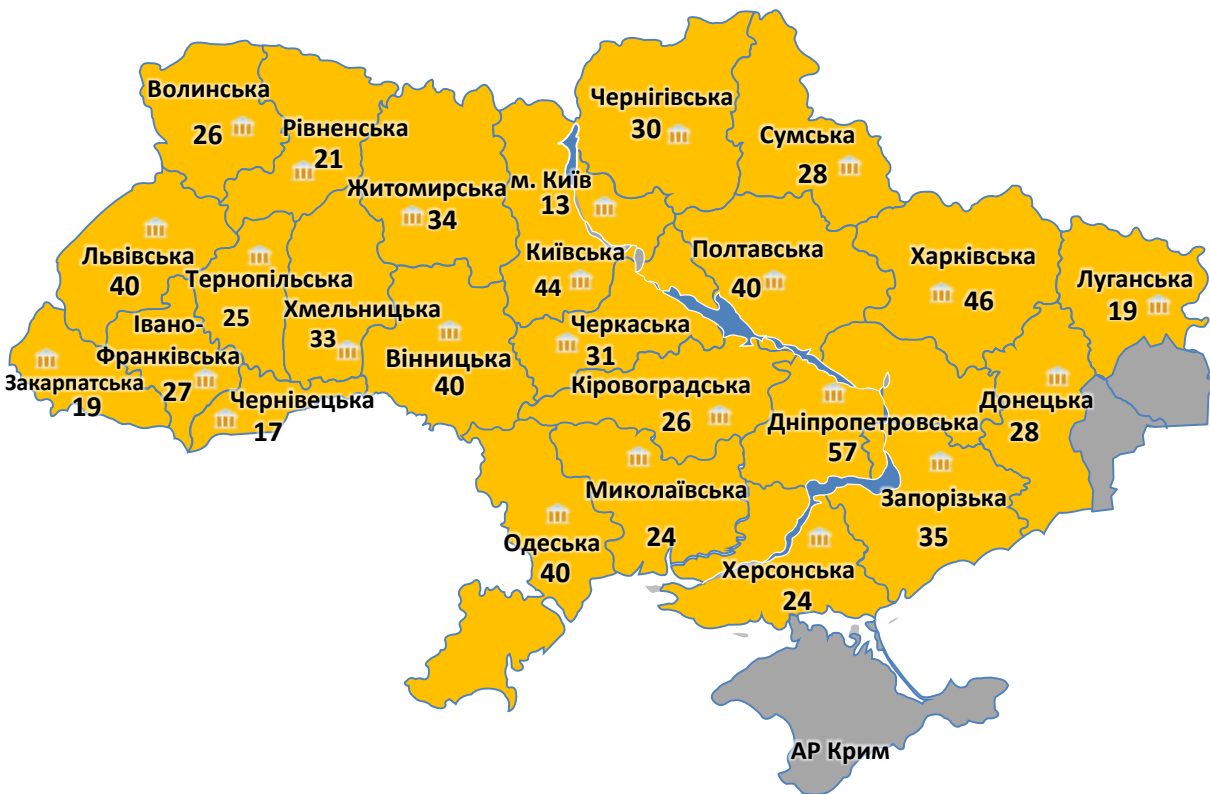 Волинська
26
Рівненська
21
Житомирська
34
м. Київ
13
Чернігівська
30
Сумська
28
Львівська
40
Тернопільська
25
Хмельницька
33
Київська
44
Полтавська
40
Харківська
46
Луганська
19
Закарпатська
19
Івано-
Франківська
27
Чернівецька
17
Вінницька
40
Черкаська
31
Кіровоградська
26
Дніпропетровська
57
Донецька
28
Запорізька
35
Миколаївська
24
Одеська
40
Херсонська
24
АР Крим